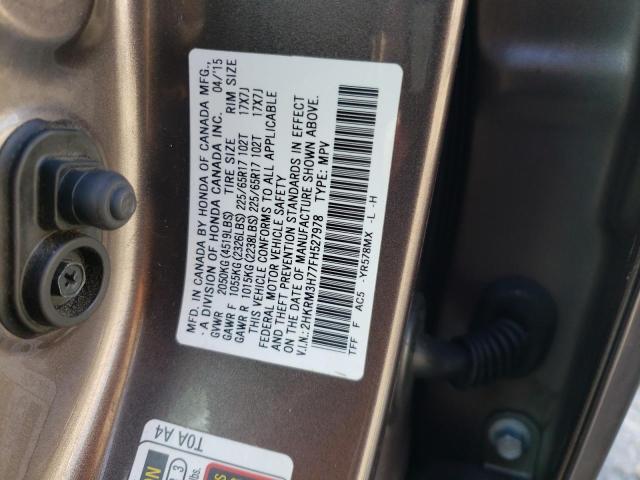 MFD. IN CANADA BY HONDA OF CANADA MFG.,
- A DIVISION OF HONDA CANADA INC. 04/'15
GVWR 2050KG(4519LBS) TIRE SIZE RIM SIZE
GAWR F 1055KG(2326LBS) 225/65R17 102T 17X7J
GAWR R 1015KG(2238LBS) 225/65R17 102T 17X7J
THIS VEHICLE CONFORMS TO ALL APPLICABLE
FEDERAL MOTOR VEHICLE SAFETY
AND THEFT PREVENTION STANDARDS IN EFFECT
ON THE DATE OF MANUFACTURE SHOWN ABOVE.
V.I.N.: 2HKRM3H77FH527978 TYPE: MPV
TFF F AC5 -YR578MX -L -H
T0A A4
ON
3
lbs.